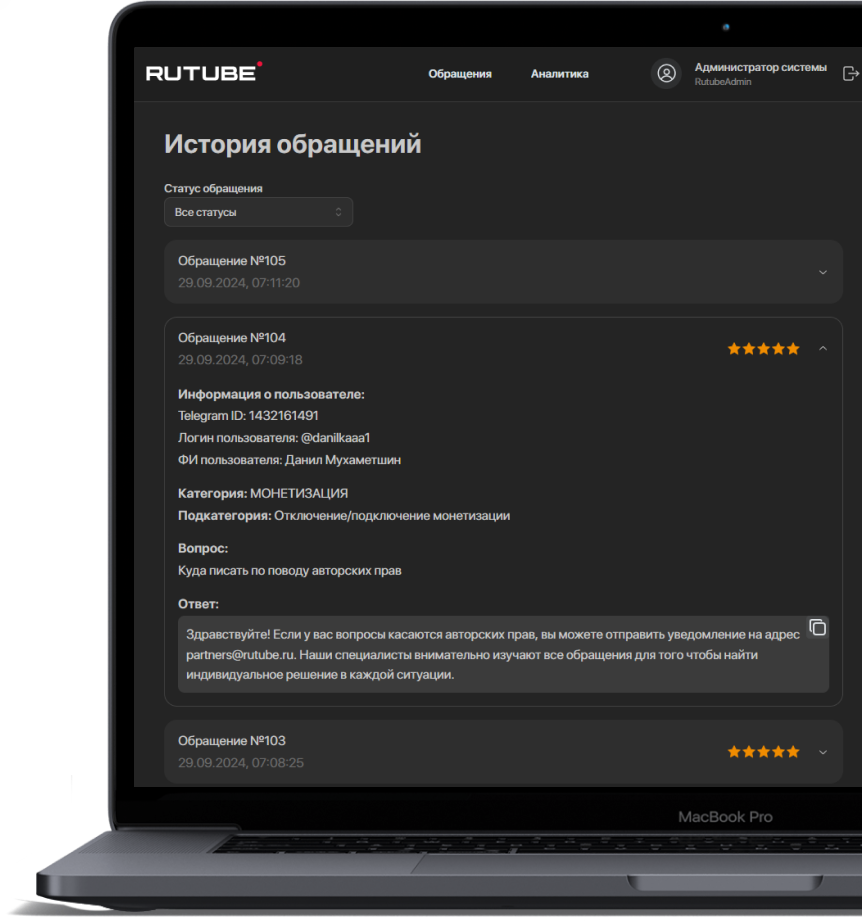 RUTUBE
Обращения
Аналитика
Администратор системы
RutubeAdmin
История обращений
Статус обращения
Все статусы
Обращение №105
29.09.2024, 07:11:20
Обращение №104
29.09.2024, 07:09:18
Информация о пользователе:
Telegram ID: 1432161491
Логин пользователя: @danilkaaa1
ФИ пользователя: Данил Мухаметшин
Категория: МОНЕТИЗАЦИЯ
Подкатегория: Отключение/подключение монетизации
Вопрос:
Куда писать по поводу авторских прав
Ответ:
Здравствуйте! Если у вас вопросы касаются авторских прав, вы можете отправить уведомление на адрес
partners@rutube.ru. Наши специалисты внимательно изучают все обращения для того чтобы найти
индивидуальное решение в каждой ситуации.
Обращение №103
29.09.2024, 07:08:25
MacBook Pro